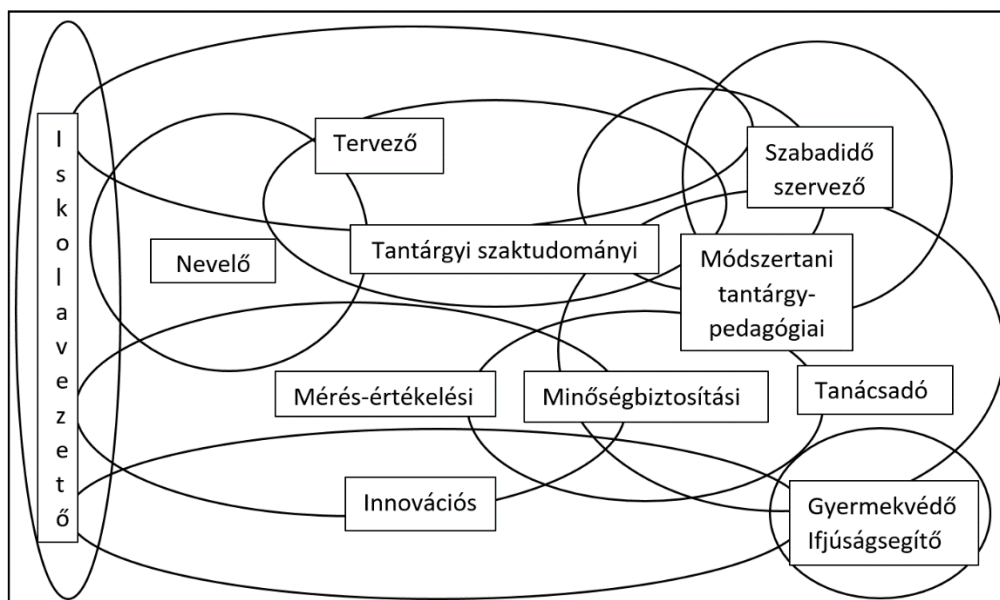 Iskolavezető
Tervező
Szabadidő
szervező
Nevelő
Tantárgyi szaktudományi
Módszertani
tantárgy-
pedagógiai
Mérés-értékelési
Minőségbiztosítási
Tanácsadó
Innovációs
Gyermekvédő
Ifjúságsegítő